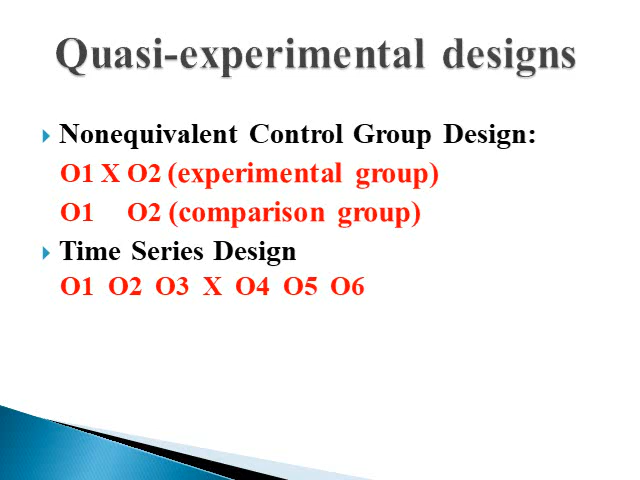 Quasi-experimental designs
Nonequivalent Control Group Design:
O1 X O2 (experimental group)
O1 O2 (comparison group)
Time Series Design
O1 O2 O3 X O4 O5 O6